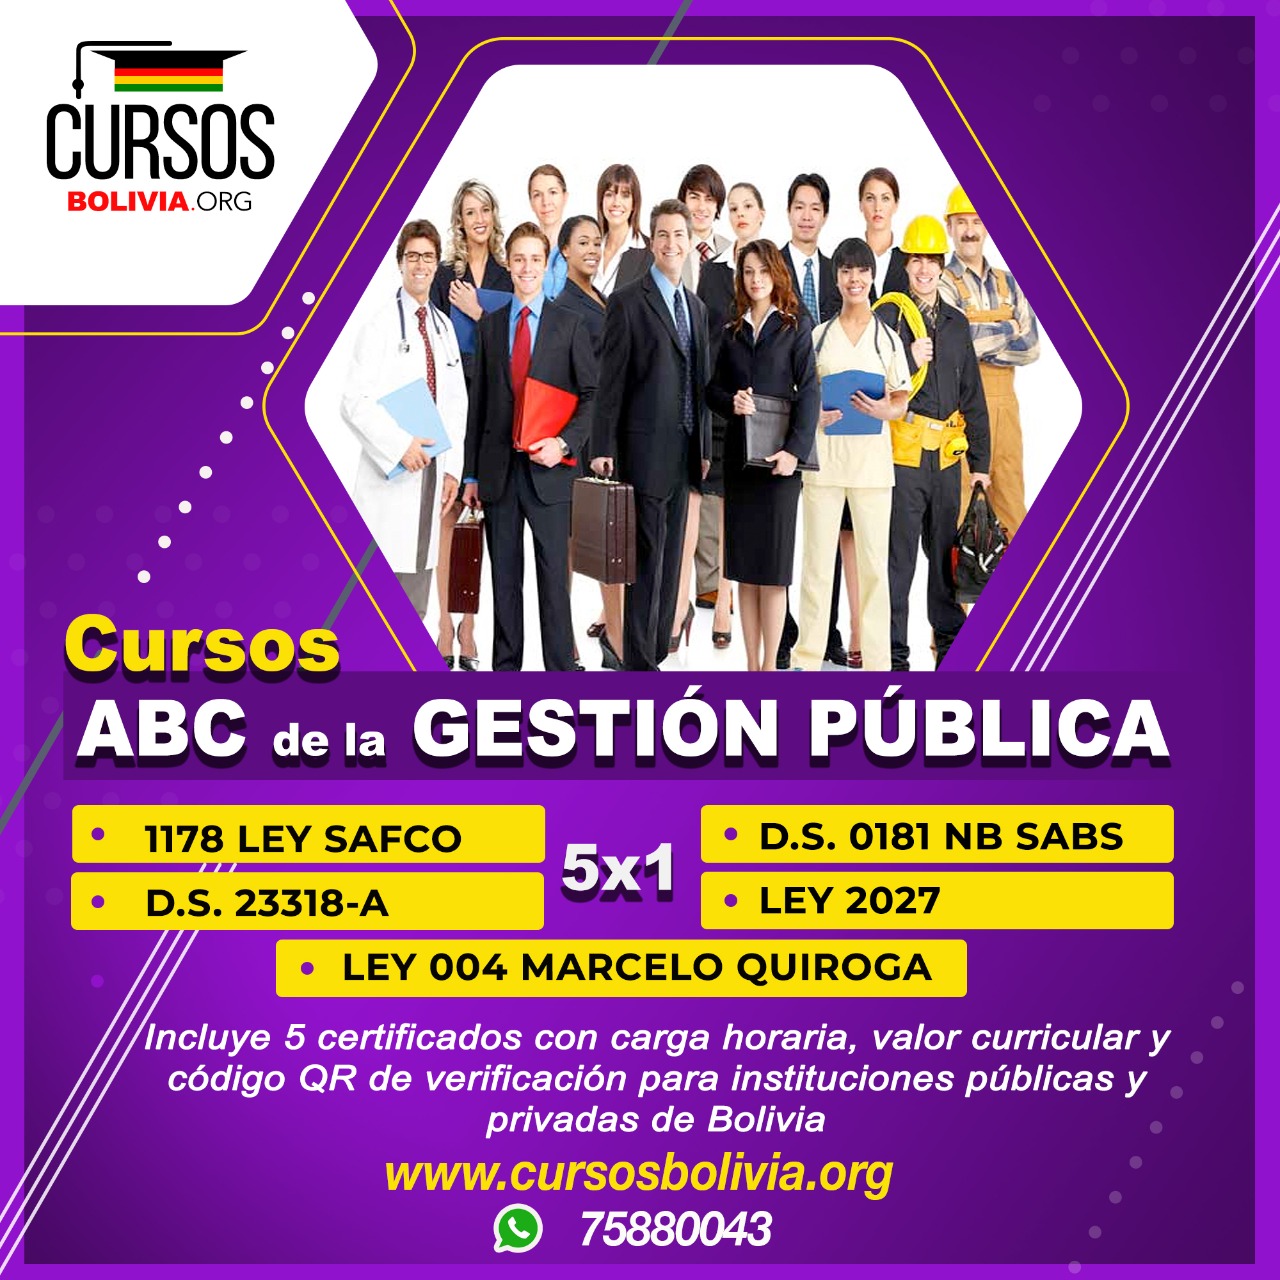 CURSOS
BOLIVIA.ORG
Cursos
ABC de la GESTIÓN PÚBLICA
• 1178 LEY SAFCO
• D.S. 23318-A
5x1
• D.S. 0181 NB SABS
• LEY 2027
• LEY 004 MARCELO QUIROGA
Incluye 5 certificados con carga horaria, valor curricular y
código QR de verificación para instituciones públicas y
privadas de Bolivia
www.cursosbolivia.org
75880043